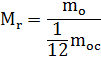 Mᵣ = mₒ / (1/12 mₒc)